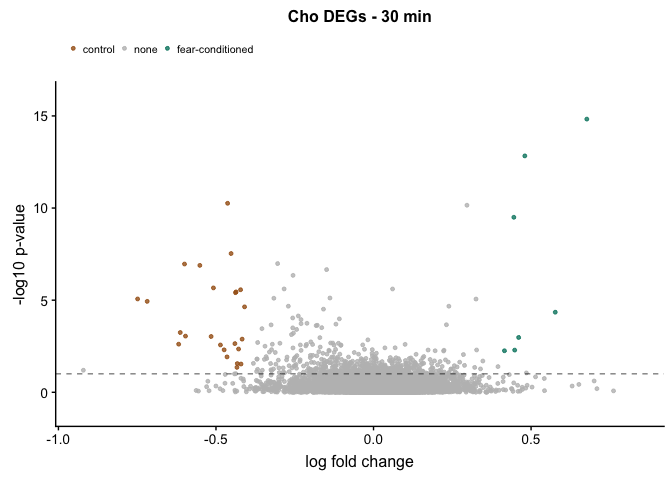 Cho DEGs - 30 min
control none fear-conditioned
15
10
5
0
-log10 p-value
-1.0 -0.5 0.0 0.5
log fold change